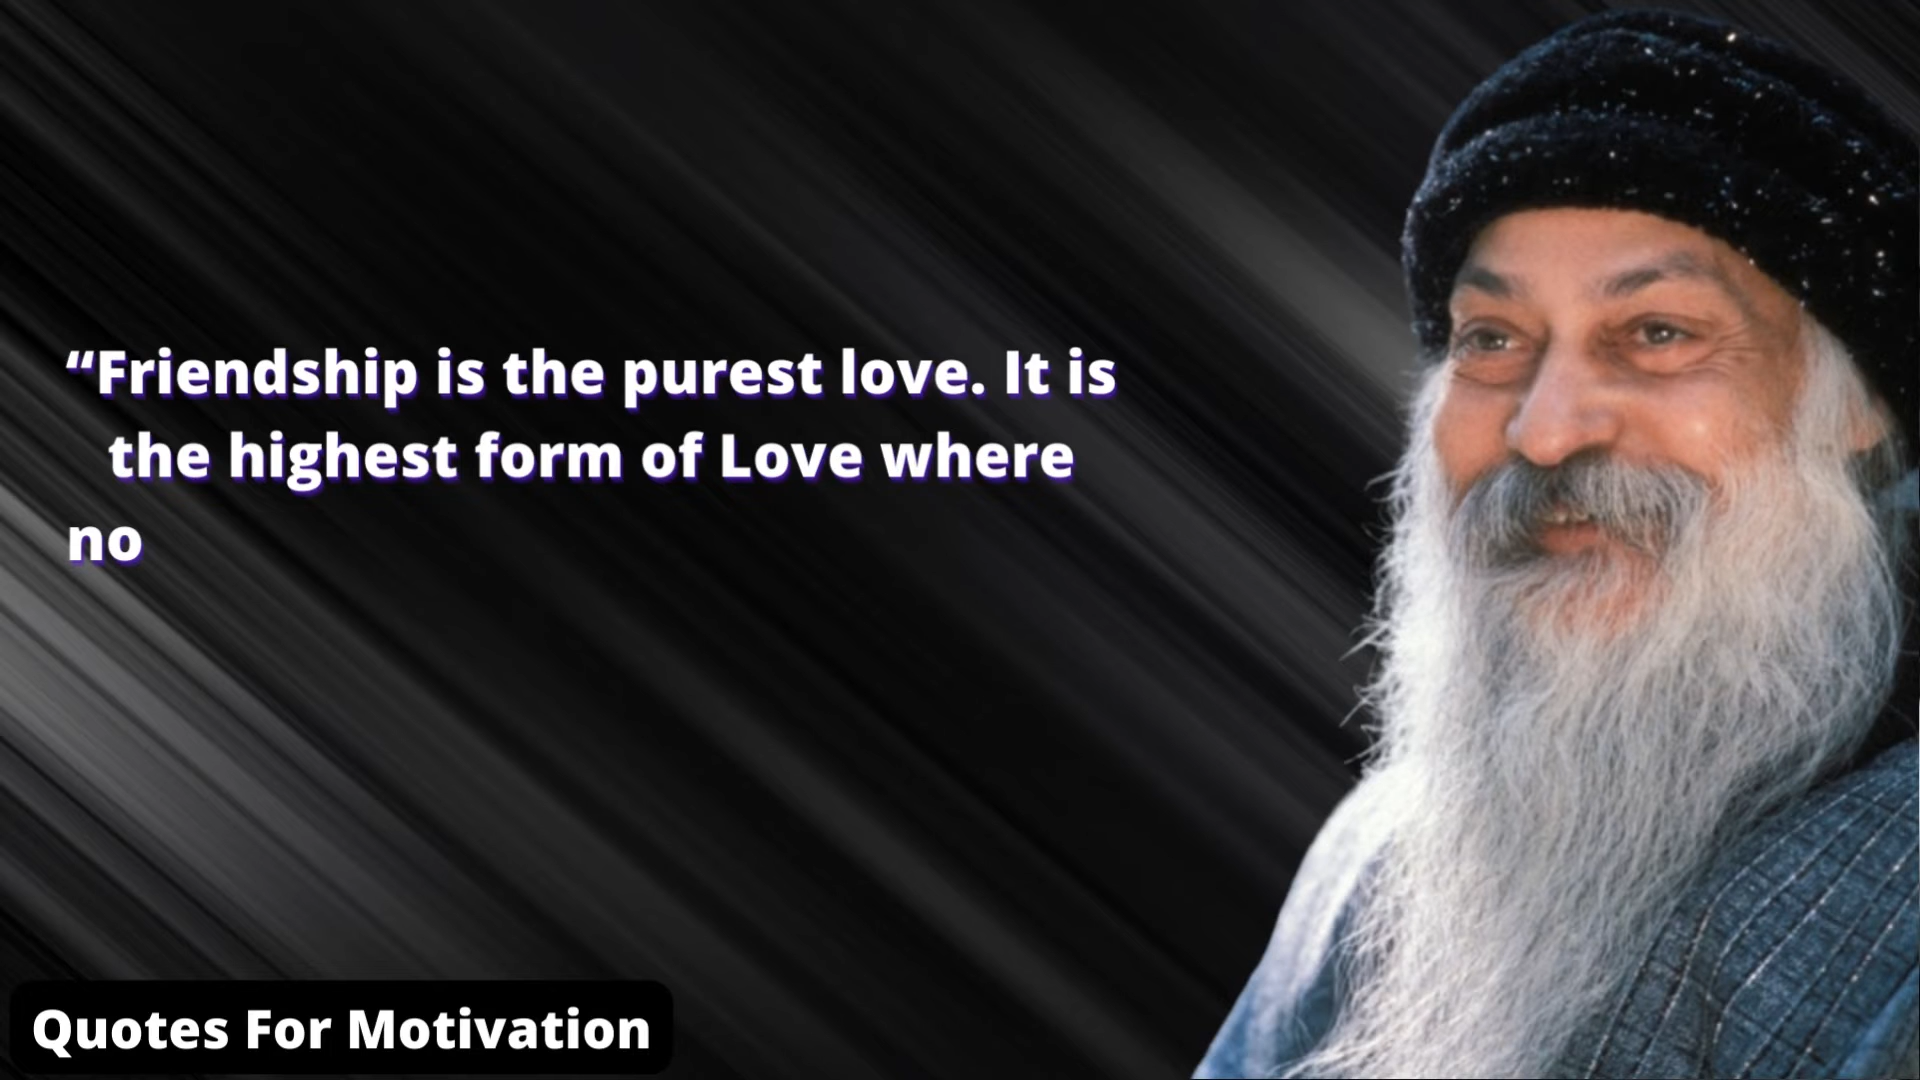 “Friendship is the purest love. It is
the highest form of Love where
no
Quotes For Motivation